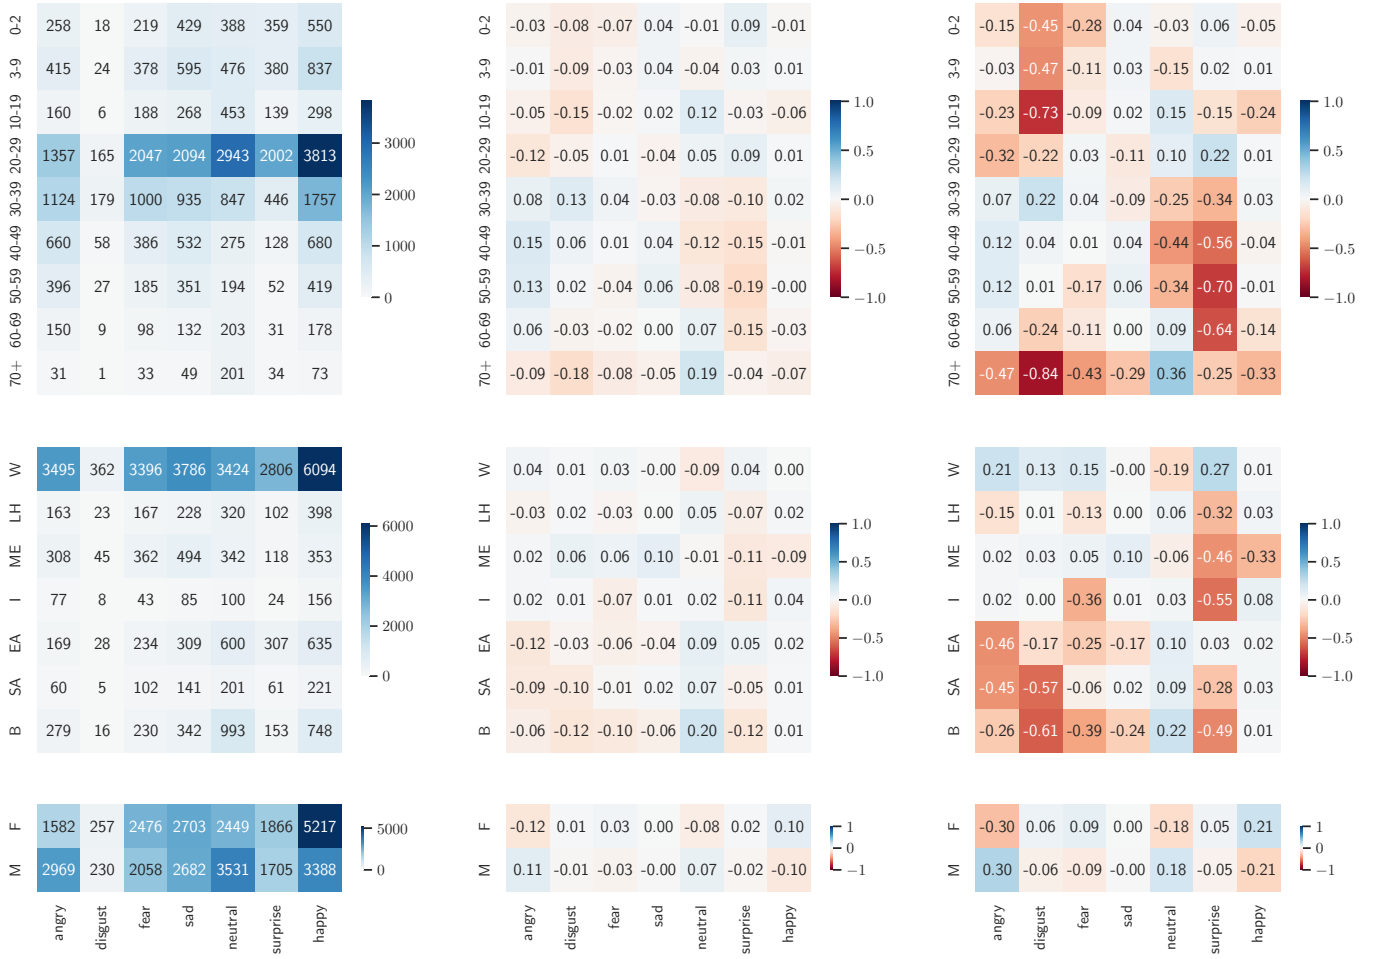 0-2 258 18 219 429 388 359 550 0-2 -0.03 -0.08 -0.07 0.04 -0.01 0.09 -0.01 0-2 -0.15 -0.45 -0.28 0.04 -0.03 0.06 -0.05
3-9 415 24 378 595 476 380 837 3-9 -0.01 -0.09 -0.03 0.04 -0.04 0.03 0.01 3-9 -0.03 -0.47 -0.11 0.03 -0.15 0.02 0.01
10-19 160 6 188 268 453 139 298 10-19 -0.05 -0.15 -0.02 0.02 0.12 -0.03 -0.06 1.0 10-19 -0.23 -0.73 -0.09 0.02 0.15 -0.15 -0.24 1.0
20-29 1357 165 2047 2094 2943 2002 3813 3000 20-29 -0.12 -0.05 0.01 -0.04 0.05 0.09 0.01 0.5 20-29 -0.32 -0.22 0.03 -0.11 0.10 0.22 0.01 0.5
30-39 1124 179 1000 935 847 446 1757 2000 30-39 0.08 0.13 0.04 -0.03 -0.08 -0.10 0.02 0.0 30-39 0.07 0.22 0.04 -0.09 -0.25 -0.34 0.03 0.0
40-49 660 58 386 532 275 128 680 1000 40-49 0.15 0.06 0.01 0.04 -0.12 -0.15 -0.01 −0.5 40-49 0.12 0.04 0.01 0.04 -0.44 -0.56 -0.04 −0.5
50-59 396 27 185 351 194 52 419 0 50-59 0.13 0.02 -0.04 0.06 -0.08 -0.19 -0.00 −1.0 50-59 0.12 0.01 -0.17 0.06 -0.34 -0.70 -0.01 −1.0
60-69 150 9 98 132 203 31 178 60-69 0.06 -0.03 -0.02 0.00 0.07 -0.15 -0.03 60-69 0.06 -0.24 -0.11 0.00 0.09 -0.64 -0.14
70+ 31 1 33 49 201 34 73 70+ -0.09 -0.18 -0.08 -0.05 0.19 -0.04 -0.07 70+ -0.47 -0.84 -0.43 -0.29 0.36 -0.25 -0.33
W 3495 362 3396 3786 3424 2806 6094 W 0.04 0.01 0.03 -0.00 -0.09 0.04 0.00 W 0.21 0.13 0.15 -0.00 -0.19 0.27 0.01
LH 163 23 167 228 320 102 398 6000 LH -0.03 0.02 -0.03 0.00 0.05 -0.07 0.02 1.0 LH -0.15 0.01 -0.13 0.00 0.06 -0.32 0.03 1.0
ME 308 45 362 494 342 118 353 4000 ME 0.02 0.06 0.06 0.10 -0.01 -0.11 -0.09 0.5 ME 0.02 0.03 0.05 0.10 -0.06 -0.46 -0.33 0.5
I 77 8 43 85 100 24 156 I 0.02 0.01 -0.07 0.01 0.02 -0.11 0.04 0.0 I 0.02 0.00 -0.36 0.01 0.03 -0.55 0.08 0.0
EA 169 28 234 309 600 307 635 2000 EA -0.12 -0.03 -0.06 -0.04 0.09 0.05 0.02 −0.5 EA -0.46 -0.17 -0.25 -0.17 0.10 0.03 0.02 −0.5
SA 60 5 102 141 201 61 221 0 SA -0.09 -0.10 -0.01 0.02 0.07 -0.05 0.01 −1.0 SA -0.45 -0.57 -0.06 0.02 0.09 -0.28 0.03 −1.0
B 279 16 230 342 993 153 748 B -0.06 -0.12 -0.10 -0.06 0.20 -0.12 0.01 B -0.26 -0.61 -0.39 -0.24 0.22 -0.49 0.01
F 1582 257 2476 2703 2449 1866 5217 5000 F -0.12 0.01 0.03 0.00 -0.08 0.02 0.10 1 F -0.30 0.06 0.09 0.00 -0.18 0.05 0.21 1
0 0
M 2969 230 2058 2682 3531 1705 3388 0 M 0.11 -0.01 -0.03 -0.00 0.07 -0.02 -0.10 −1 M 0.30 -0.06 -0.09 -0.00 0.18 -0.05 -0.21 −1
angry disgust fear sad neutral surprise happy angry disgust fear sad neutral surprise happy angry disgust fear sad neutral surprise happy